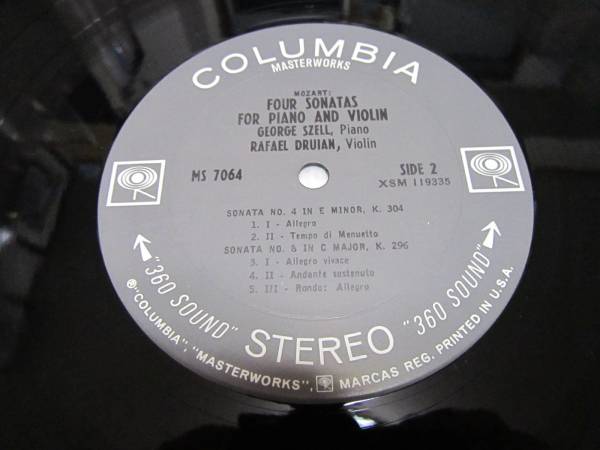 COLUMBIA
MASTERWORKS
MOZART:
FOUR SONATAS
FOR PIANO AND VIOLIN
GEORGE SZELL, Piano
RAFAEL DRUIAN, Violin
MS 7064
SIDE 2
XSM 119335
SONATA NO. 4 IN E MINOR, K. 304
1. I - Allegro
2. II - Tempo di Menuetto
SONATA NO. 8 IN C MAJOR, K. 296
3. I - Allegro vivace
4. II - Andante sostenuto
5. III - Rondo: Allegro
"360 SOUND" STEREO "360 SOUND"
® "COLUMBIA", "MASTERWORKS", MARCAS REG. PRINTED IN U.S.A.